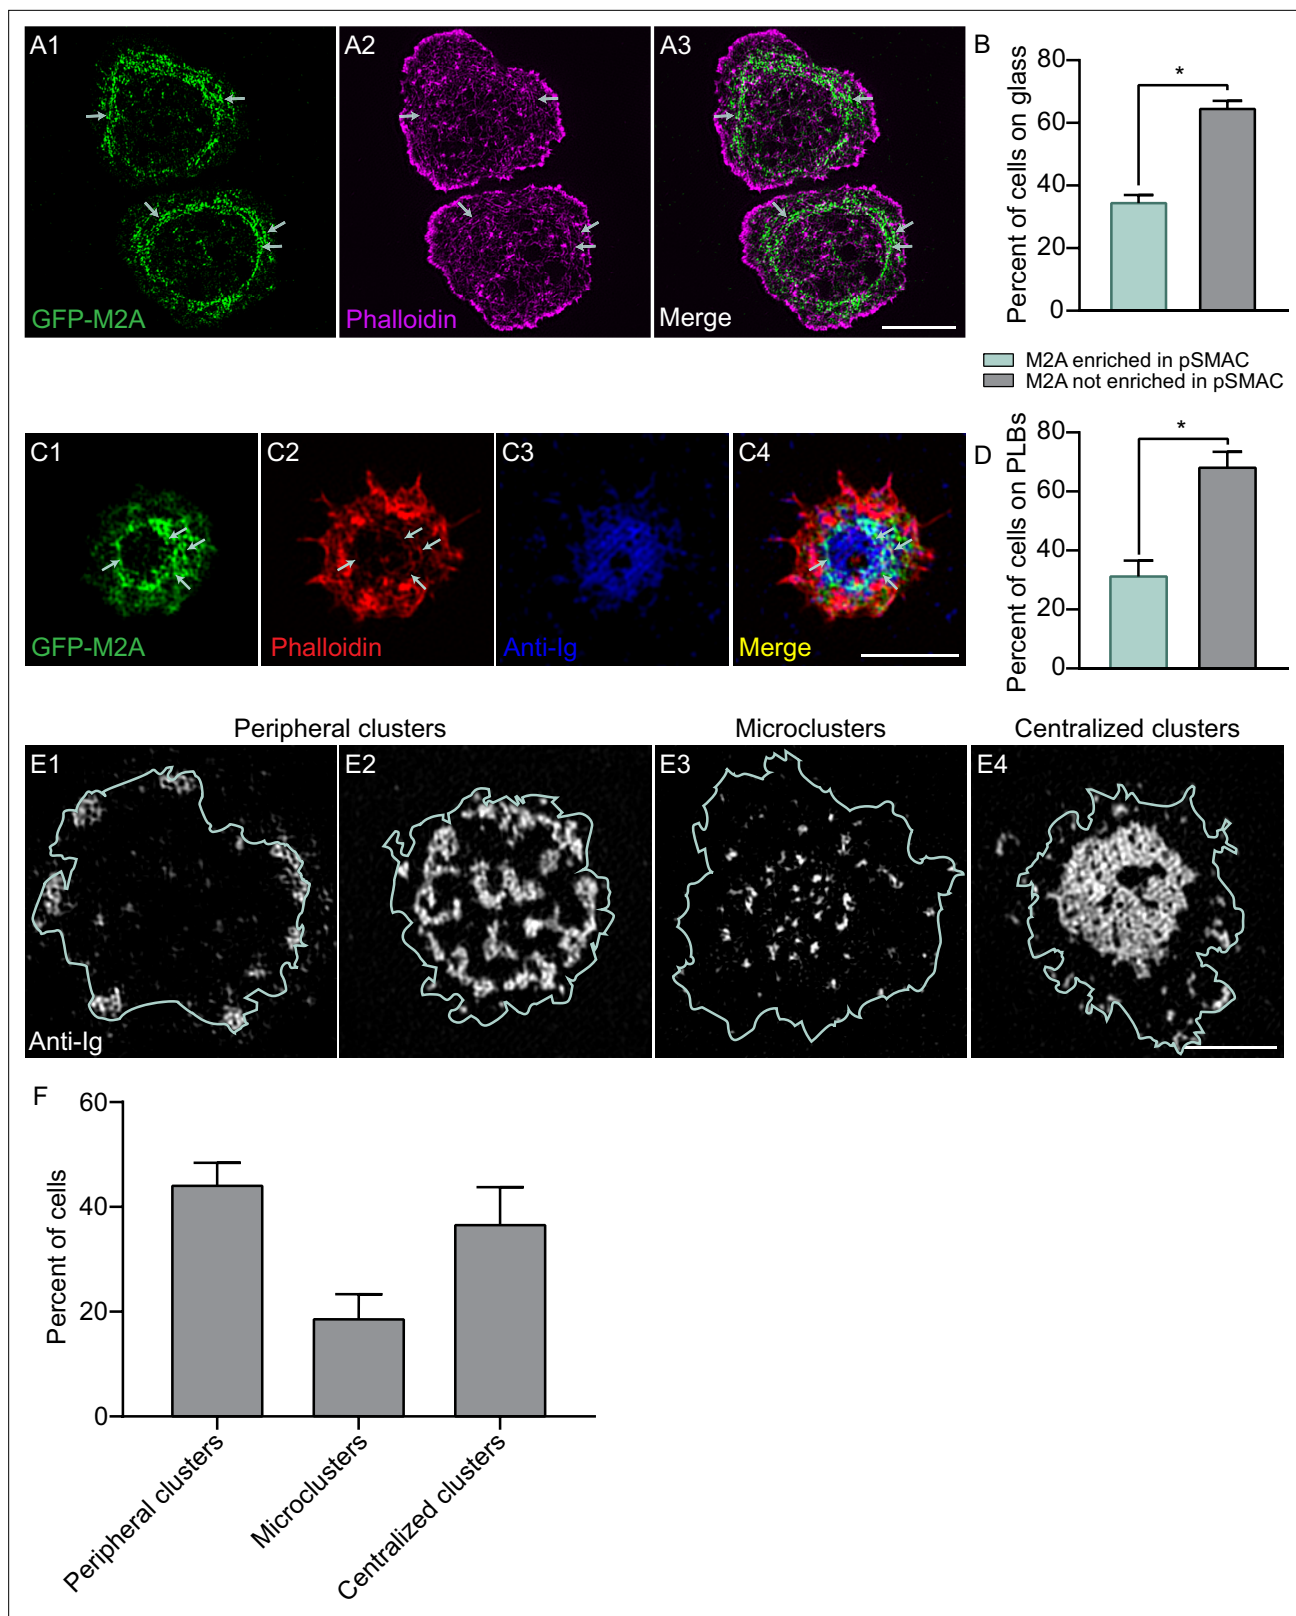 A1
A2
A3
GFP-M2A
Phalloidin
Merge
B
Percent of cells on glass
80
60
40
20
0
*
M2A enriched in pSMAC
M2A not enriched in pSMAC
C1
C2
C3
C4
GFP-M2A
Phalloidin
Anti-Ig
Merge
D
Percent of cells on PLBs
80
60
40
20
0
*
Peripheral clusters
Microclusters
Centralized clusters
E1
E2
E3
E4
Anti-Ig
F
Percent of cells
60
40
20
0
Peripheral clusters
Microclusters
Centralized clusters